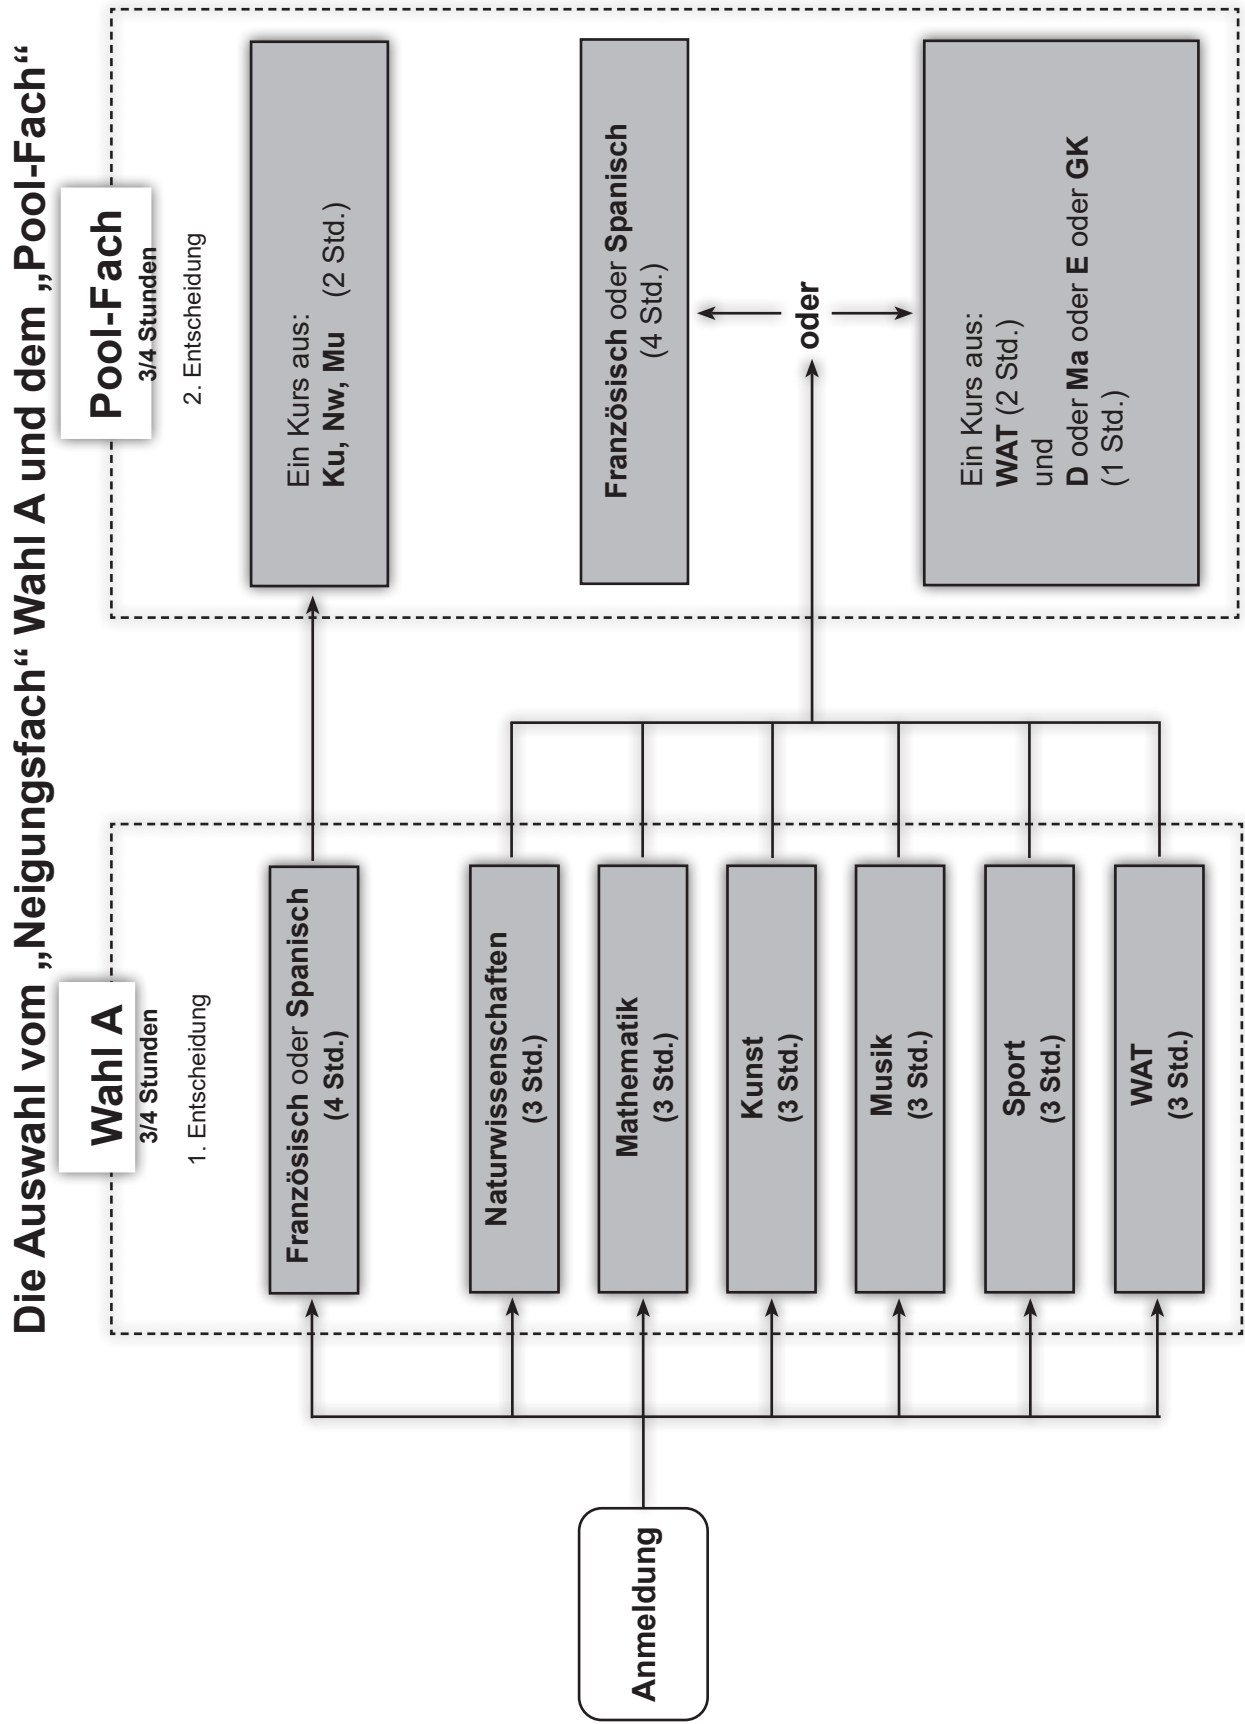 Die Auswahl vom „Neigungsfach“ Wahl A und dem „Pool-Fach“
Wahl A
3/4 Stunden
1. Entscheidung
Pool-Fach
3/4 Stunden
2. Entscheidung
Anmeldung
Französisch oder Spanisch
(4 Std.)
Naturwissenschaften
(3 Std.)
Mathematik
(3 Std.)
Kunst
(3 Std.)
Musik
(3 Std.)
Sport
(3 Std.)
WAT
(3 Std.)
Ein Kurs aus:
Ku, Nw, Mu (2 Std.)
Französisch oder Spanisch
(4 Std.)
oder
Ein Kurs aus:
WAT (2 Std.)
und
D oder Ma oder E oder GK
(1 Std.)